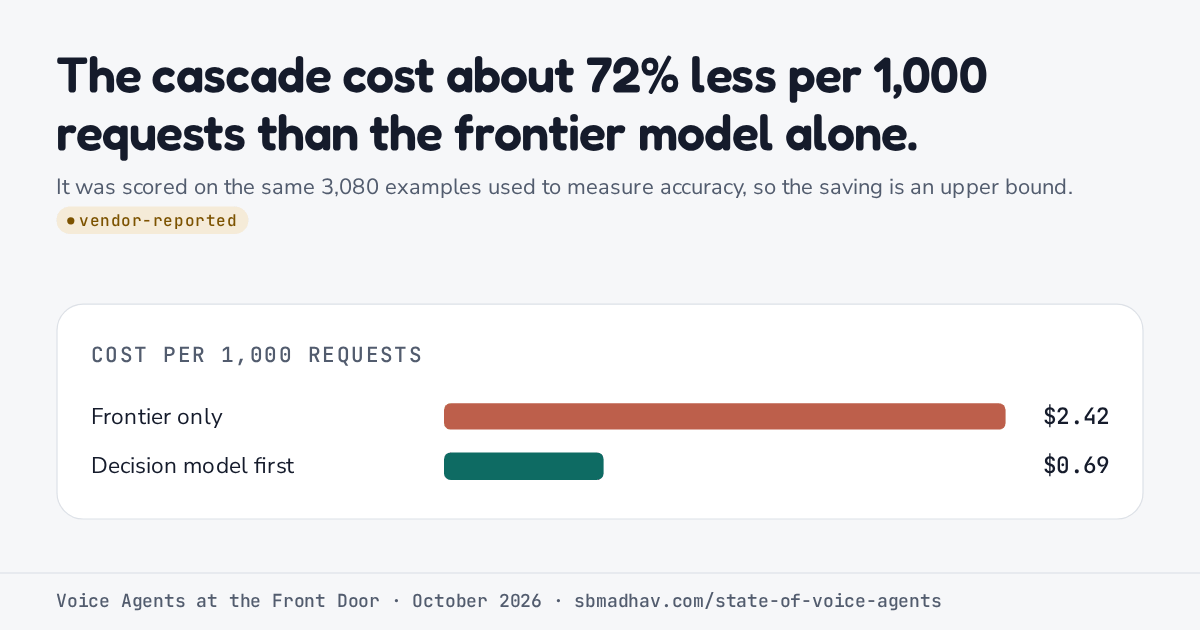 The cascade cost about 72% less per 1,000
requests than the frontier model alone.
It was scored on the same 3,080 examples used to measure accuracy, so the saving is an upper bound.
vendor-reported
COST PER 1,000 REQUESTS
Frontier only $2.42
Decision model first $0.69
Voice Agents at the Front Door · October 2026 · sbmadhav.com/state-of-voice-agents